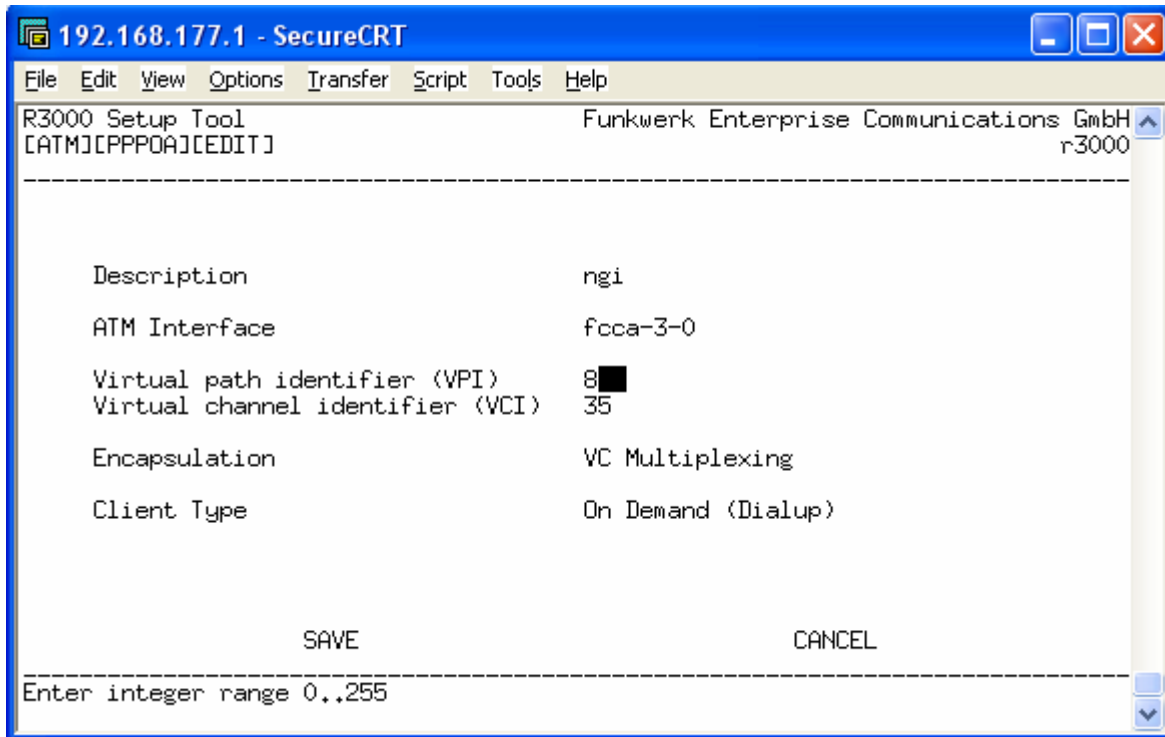 192.168.177.1 - SecureCRT
File Edit View Options Transfer Script Tools Help
R3000 Setup Tool Funkwerk Enterprise Communications GmbH
[ATM][PPPOA][EDIT] r3000
Description ngi
ATM Interface fcca-3-0
Virtual path identifier (VPI) 8
Virtual channel identifier (VCI) 35
Encapsulation VC Multiplexing
Client Type On Demand (Dialup)
SAVE CANCEL
Enter integer range 0..255